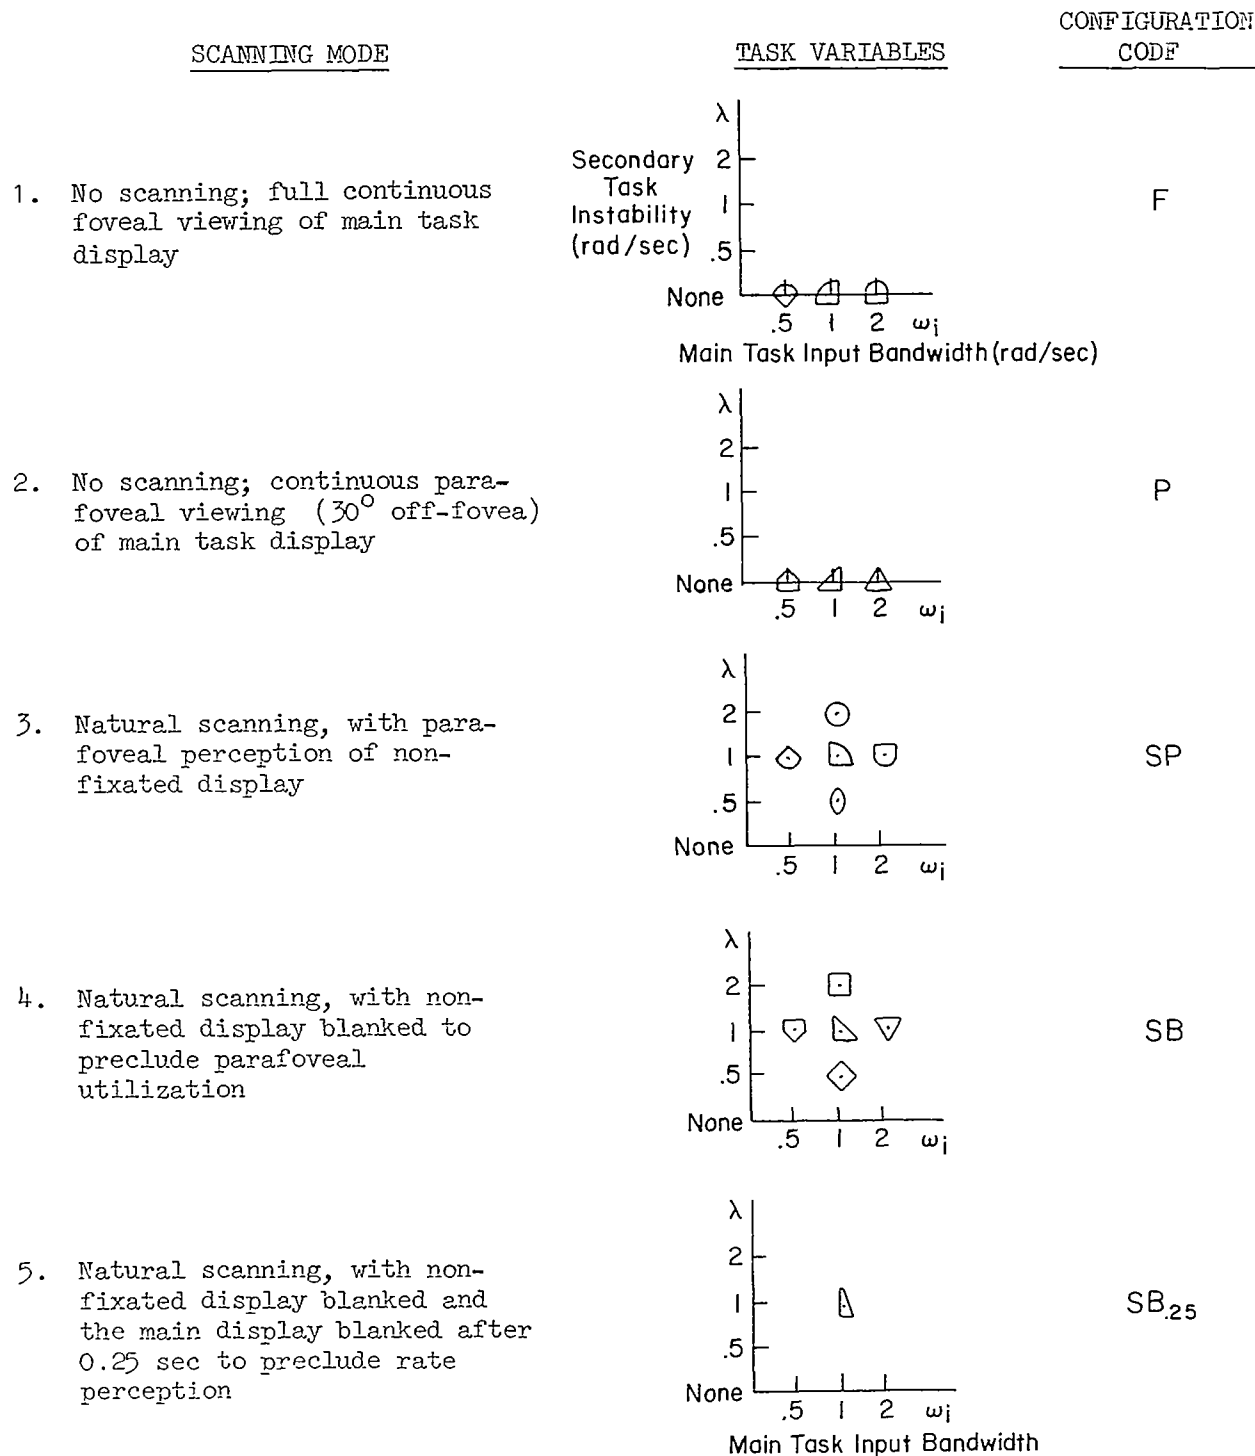 CONFIGURATION
SCANNING MODE TASK VARIABLES CODF
1. No scanning; full continuous
foveal viewing of main task
display
λ
Secondary 2
Task
Instability 1
(rad/sec) .5
None
.5 1 2 ωi
Main Task Input Bandwidth (rad/sec)
F
2. No scanning; continuous para-
foveal viewing (30° off-fovea)
of main task display
λ
2
1
.5
None
.5 1 2 ωi
P
3. Natural scanning, with para-
foveal perception of non-
fixated display
λ
2
1
.5
None
.5 1 2 ωi
SP
4. Natural scanning, with non-
fixated display blanked to
preclude parafoveal
utilization
λ
2
1
.5
None
.5 1 2 ωi
SB
5. Natural scanning, with non-
fixated display blanked and
the main display blanked after
0.25 sec to preclude rate
perception
λ
2
1
.5
None
.5 1 2 ωi
Main Task Input Bandwidth
SB.25